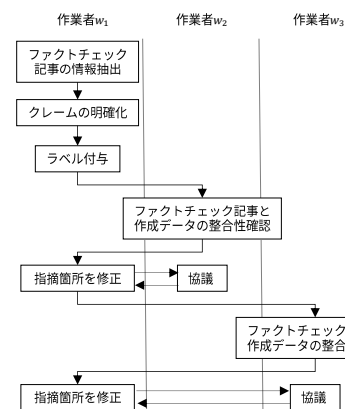 作業者w1 作業者w2 作業者w3
ファクトチェック
記事の情報抽出
クレームの明確化
ラベル付与
ファクトチェック記事と
作成データの整合性確認
指摘箇所を修正
協議
ファクトチェック
作成データの整合
指摘箇所を修正
協議